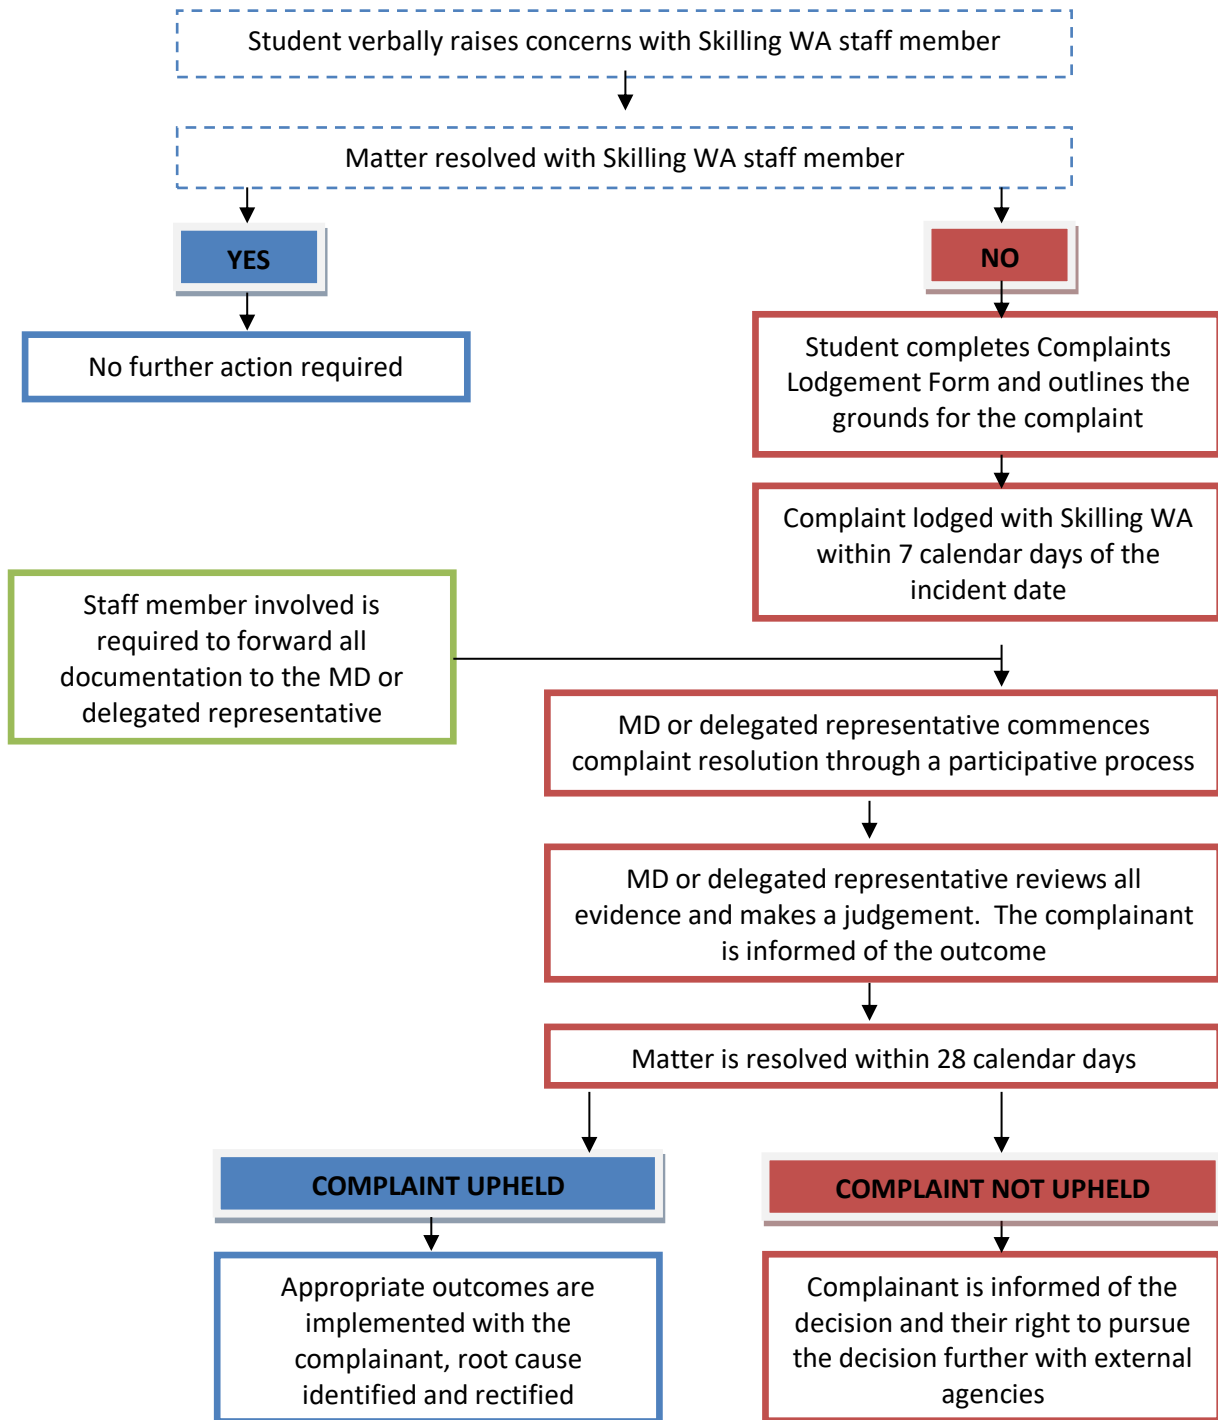 Student verbally raises concerns with Skilling WA staff member
Matter resolved with Skilling WA staff member
YES
NO
No further action required
Student completes Complaints
Lodgement Form and outlines the
grounds for the complaint
Complaint lodged with Skilling WA
within 7 calendar days of the
incident date
Staff member involved is
required to forward all
documentation to the MD or
delegated representative
MD or delegated representative commences
complaint resolution through a participative process
MD or delegated representative reviews all
evidence and makes a judgement.  The complainant
is informed of the outcome
Matter is resolved within 28 calendar days
COMPLAINT UPHELD
COMPLAINT NOT UPHELD
Appropriate outcomes are
implemented with the
complainant, root cause
identified and rectified
Complainant is informed of the
decision and their right to pursue
the decision further with external
agencies